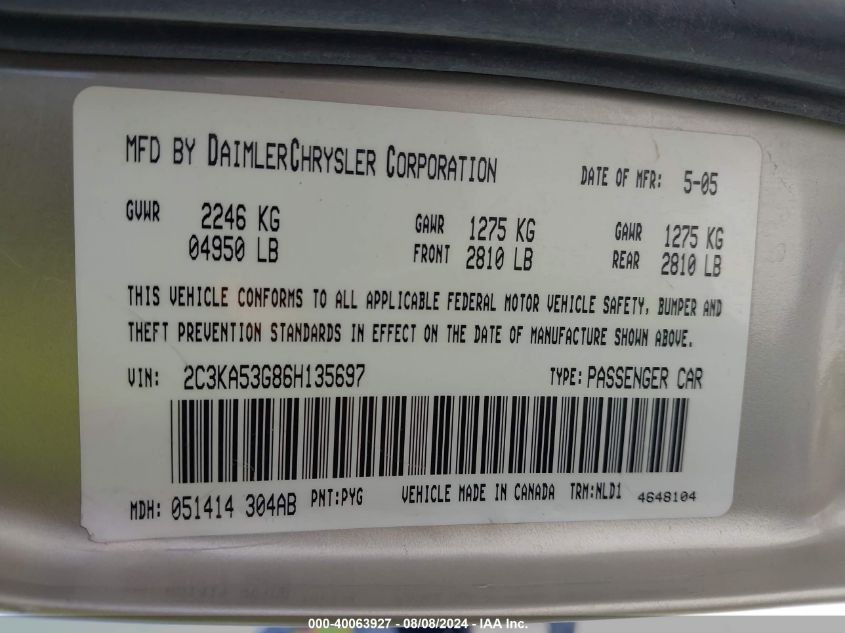 MFD BY DAIMLERCHRYSLER CORPORATION DATE OF MFR: 5-05
GVWR 2246 KG GAWR 1275 KG GAWR 1275 KG
04950 LB FRONT 2810 LB REAR 2810 LB
THIS VEHICLE CONFORMS TO ALL APPLICABLE FEDERAL MOTOR VEHICLE SAFETY, BUMPER AND
THEFT PREVENTION STANDARDS IN EFFECT ON THE DATE OF MANUFACTURE SHOWN ABOVE.
VIN: 2C3KA53G86H135697 TYPE: PASSENGER CAR
MDH: 051414 304AB PNT:PYG VEHICLE MADE IN CANADA TRM:NLD1 4648104
000-40063927 - 08/08/2024 - IAA Inc.